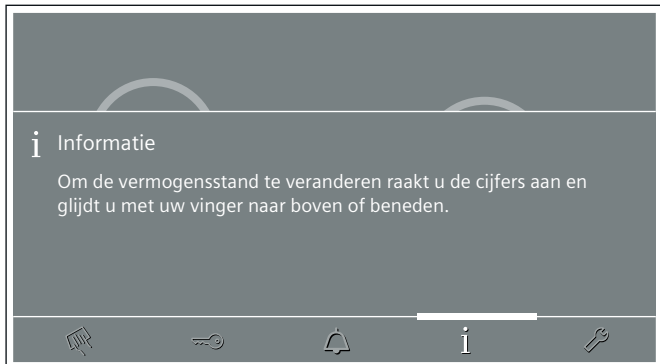 i Informatie
Om de vermogensstand te veranderen raakt u de cijfers aan en
glijdt u met uw vinger naar boven of beneden.
i